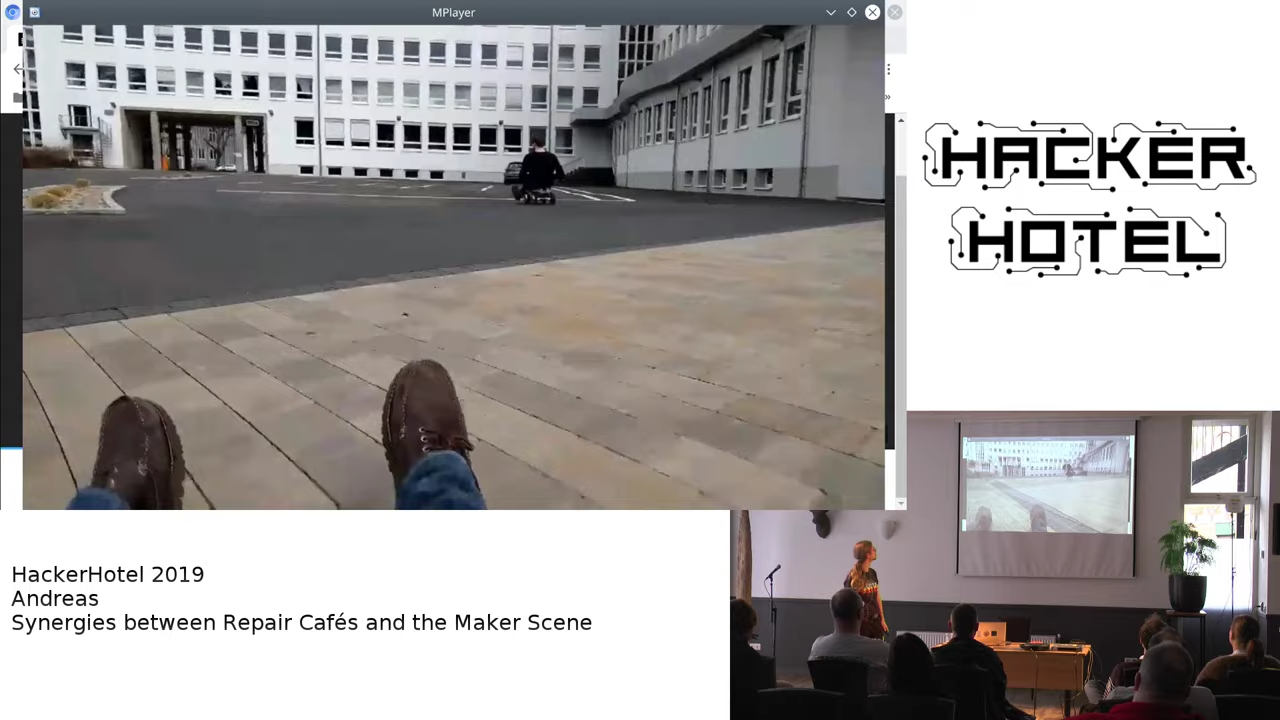 MPlayer
HACKER
HOTEL
HackerHotel 2019
Andreas
Synergies between Repair Cafés and the Maker Scene